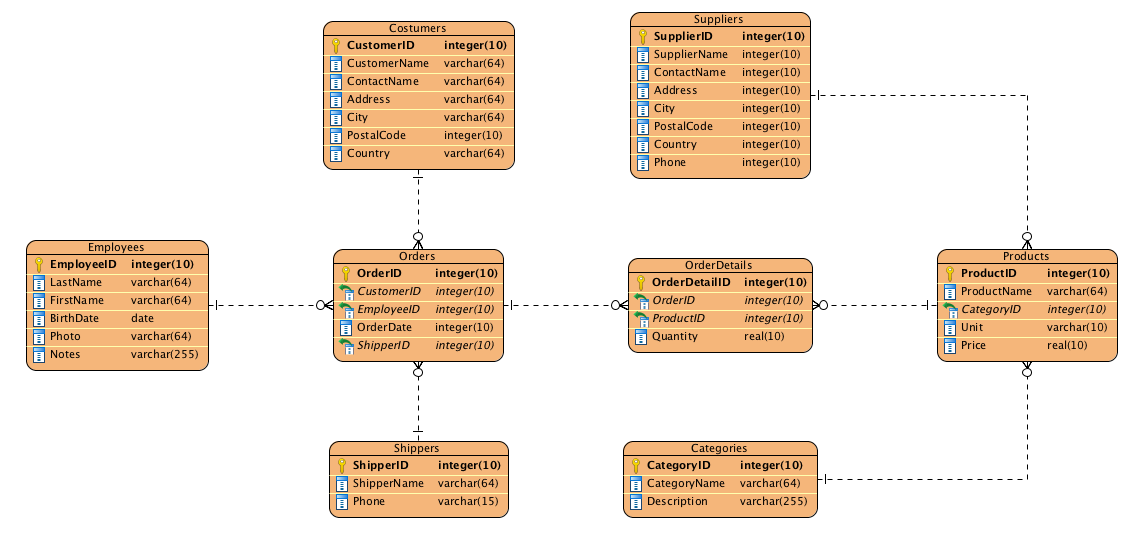 Costumers
CustomerID integer(10)
CustomerName varchar(64)
ContactName varchar(64)
Address varchar(64)
City varchar(64)
PostalCode integer(10)
Country varchar(64)
Suppliers
SupplierID integer(10)
SupplierName integer(10)
ContactName integer(10)
Address integer(10)
City integer(10)
PostalCode integer(10)
Country integer(10)
Phone integer(10)
Employees
EmployeeID integer(10)
LastName varchar(64)
FirstName varchar(64)
BirthDate date
Photo varchar(64)
Notes varchar(255)
Orders
OrderID integer(10)
CustomerID integer(10)
EmployeeID integer(10)
OrderDate integer(10)
ShipperID integer(10)
OrderDetails
OrderDetailID integer(10)
OrderID integer(10)
ProductID integer(10)
Quantity real(10)
Products
ProductID integer(10)
ProductName varchar(64)
CategoryID integer(10)
Unit varchar(10)
Price real(10)
Shippers
ShipperID integer(10)
ShipperName varchar(64)
Phone varchar(15)
Categories
CategoryID integer(10)
CategoryName varchar(64)
Description varchar(255)